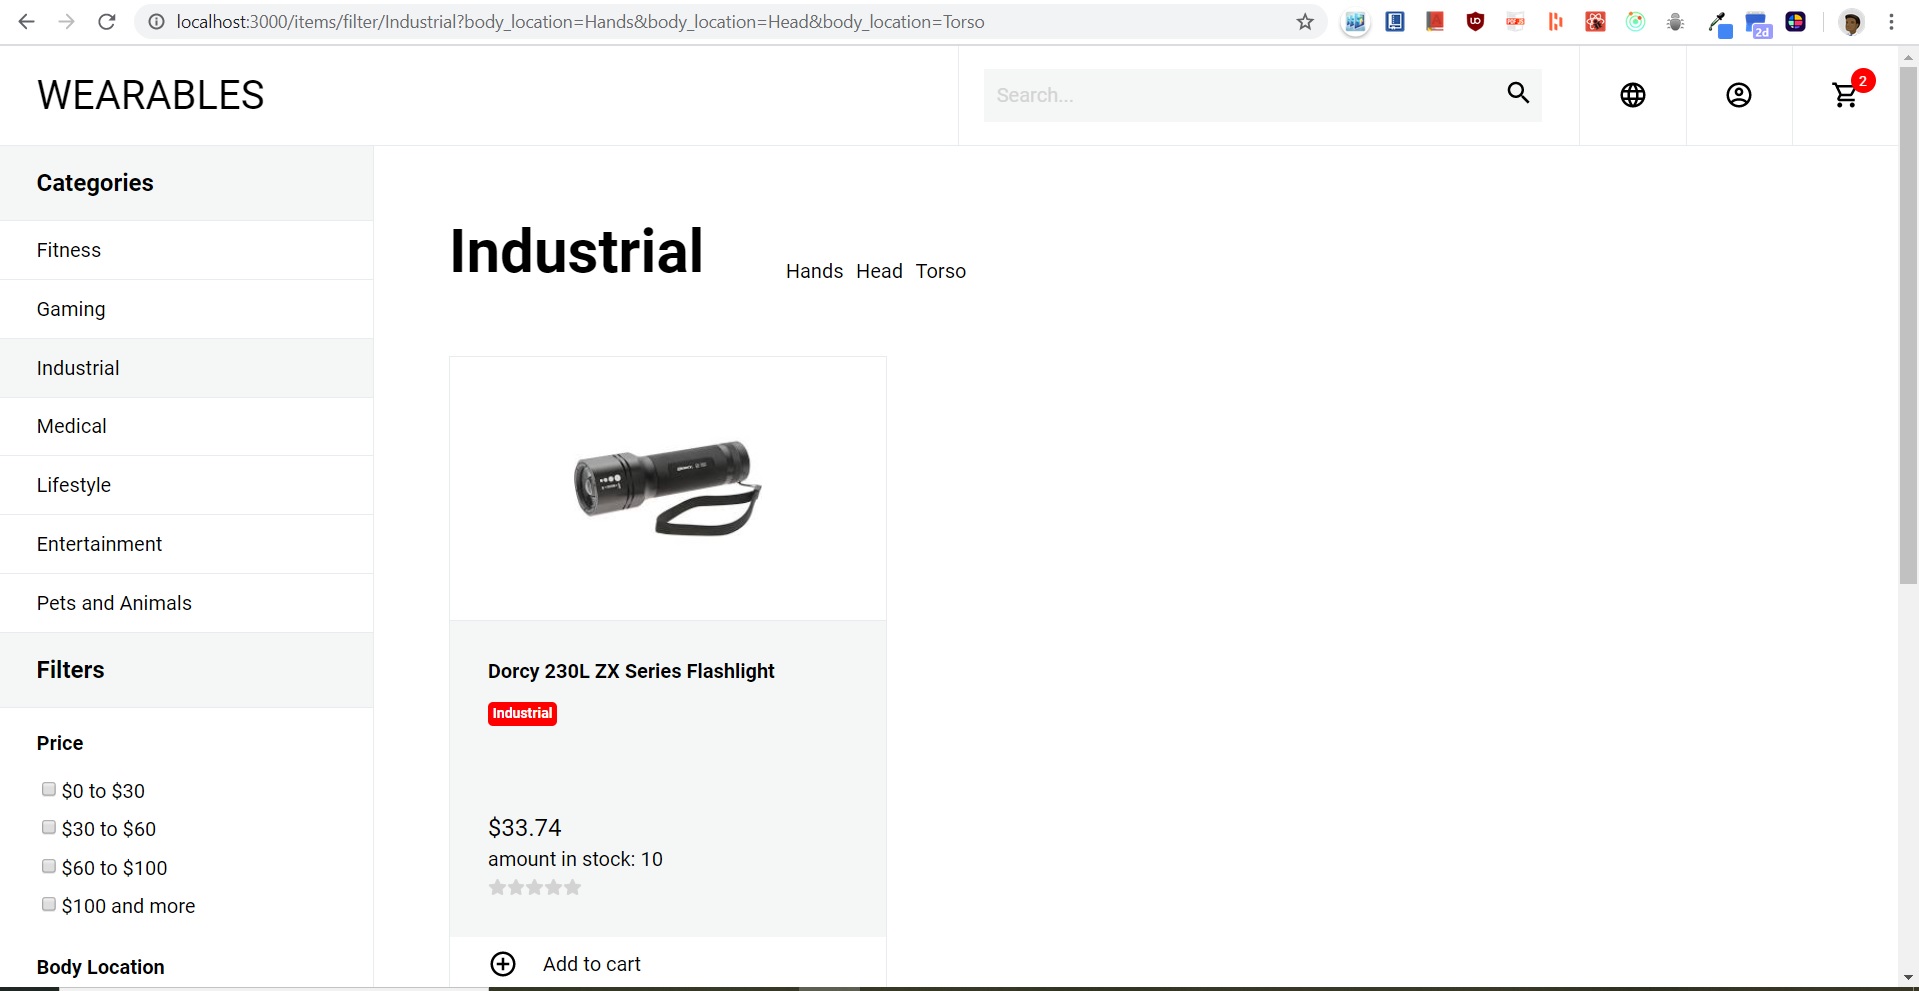 localhost:3000/items/filter/Industrial?body_location=Hands&body_location=Head&body_location=Torso
2d
WEARABLES
Search...
2
Categories
Fitness
Gaming
Industrial
Medical
Lifestyle
Entertainment
Pets and Animals
Filters
Price
$0 to $30
$30 to $60
$60 to $100
$100 and more
Body Location
Industrial
Hands Head Torso
Dorcy 230L ZX Series Flashlight
Industrial
$33.74
amount in stock: 10
Add to cart